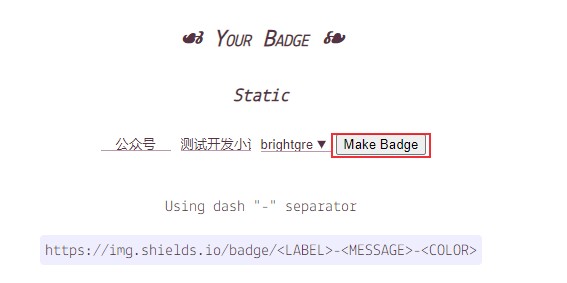 Your Badge
Static
公众号 测试开发小 brightgre ▼ Make Badge
Using dash "-" separator
https://img.shields.io/badge/<LABEL>-<MESSAGE>-<COLOR>